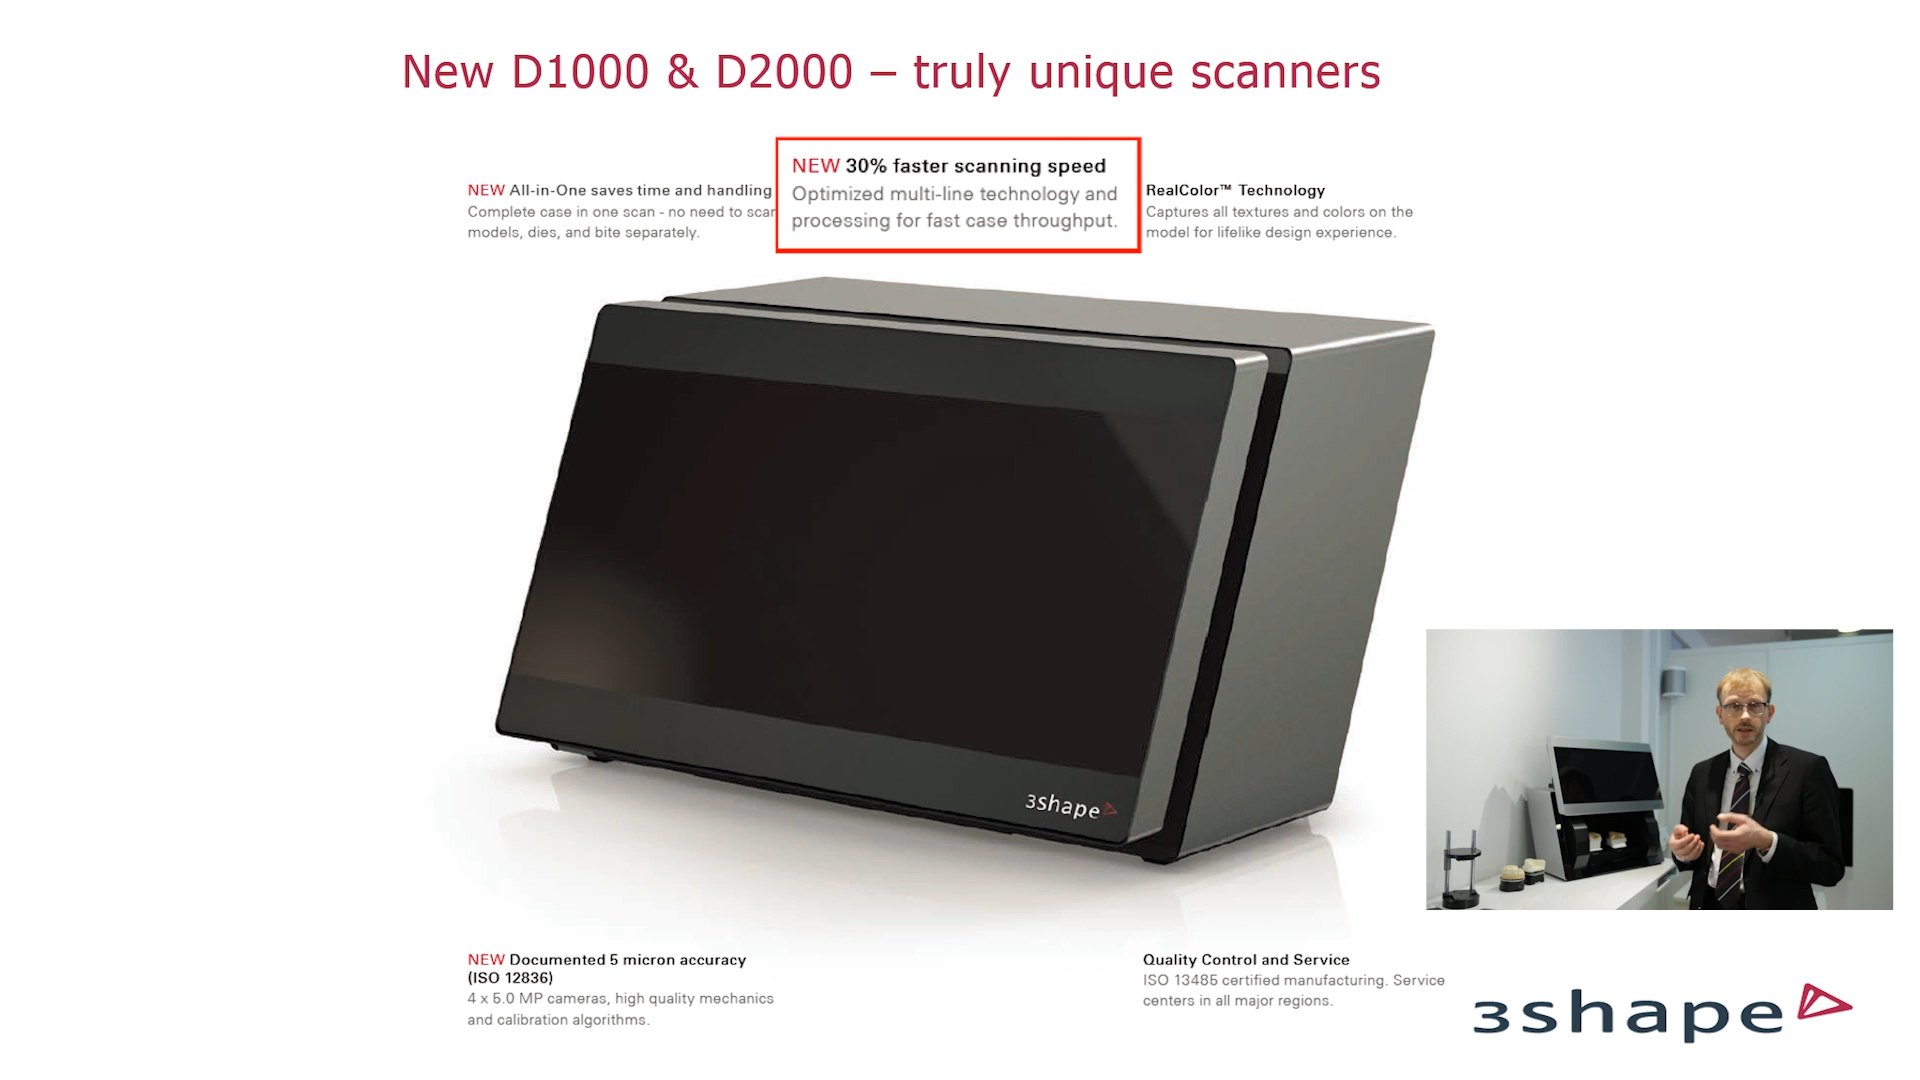 New D1000 & D2000 – truly unique scanners
NEW All-in-One saves time and handling
Complete case in one scan - no need to scan
models, dies, and bite separately.
NEW 30% faster scanning speed
Optimized multi-line technology and
processing for fast case throughput.
RealColor™ Technology
Captures all textures and colors on the
model for lifelike design experience.
3shape
NEW Documented 5 micron accuracy
(ISO 12836)
4 x 5.0 MP cameras, high quality mechanics
and calibration algorithms.
Quality Control and Service
ISO 13485 certified manufacturing. Service
centers in all major regions.
3shape